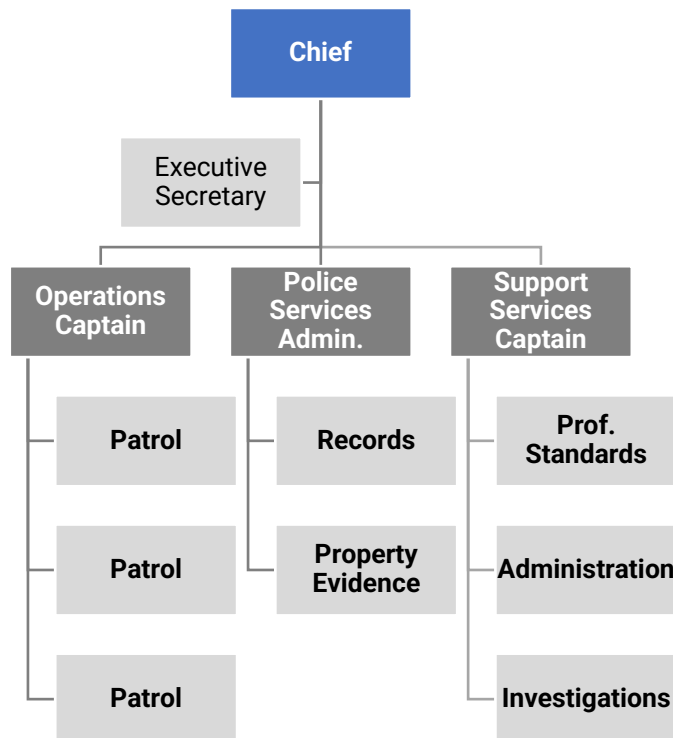 Chief
Executive
Secretary
Operations
Captain
Police
Services
Admin.
Support
Services
Captain
Patrol
Records
Prof.
Standards
Patrol
Property
Evidence
Administration
Patrol
Investigations